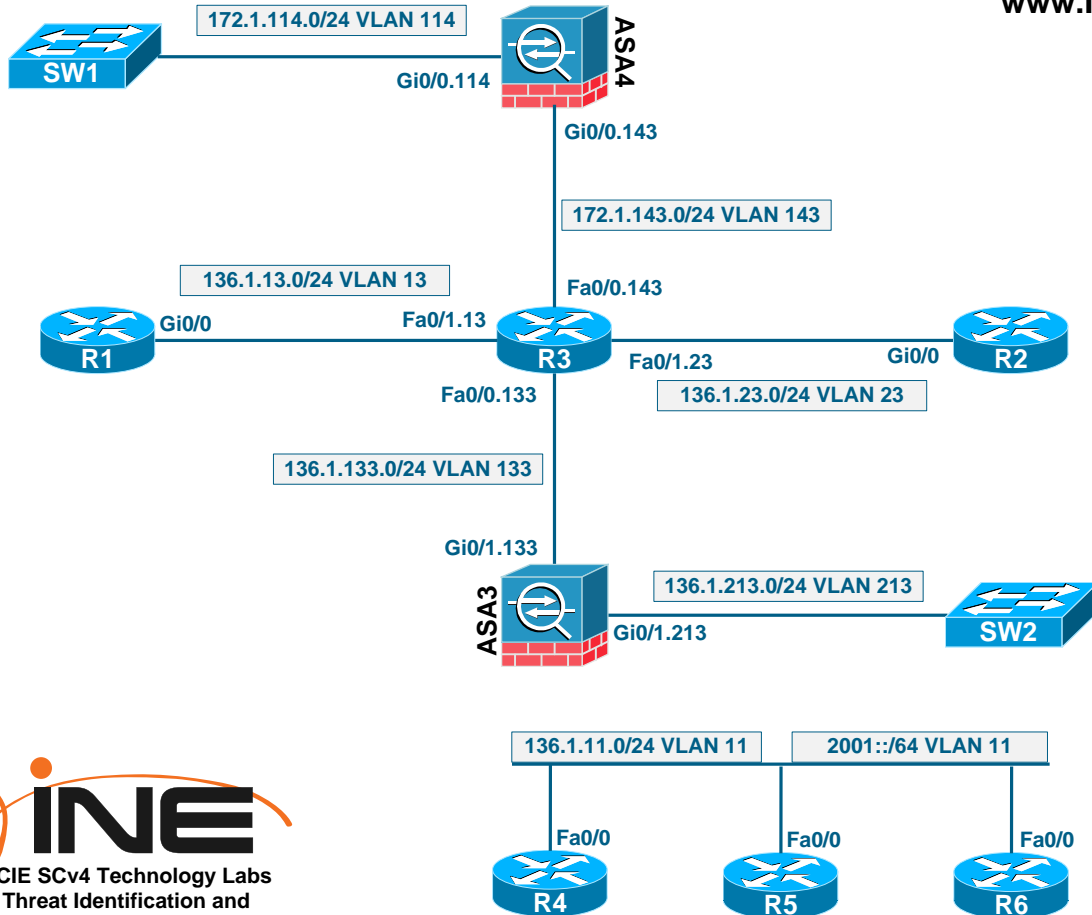 172.1.114.0/24 VLAN 114
SW1
ASA4
Gi0/0.114
Gi0/0.143
172.1.143.0/24 VLAN 143
136.1.13.0/24 VLAN 13
Fa0/0.143
Gi0/0
Fa0/1.13
R1
R3
R2
Fa0/1.23
Gi0/0
Fa0/0.133
136.1.23.0/24 VLAN 23
136.1.133.0/24 VLAN 133
Gi0/1.133
ASA3
136.1.213.0/24 VLAN 213
Gi0/1.213
SW2
136.1.11.0/24 VLAN 11
2001::/64 VLAN 11
iNE
Fa0/0
Fa0/0
Fa0/0
CIE SCv4 Technology Labs
Threat Identification and
R4
R5
R6